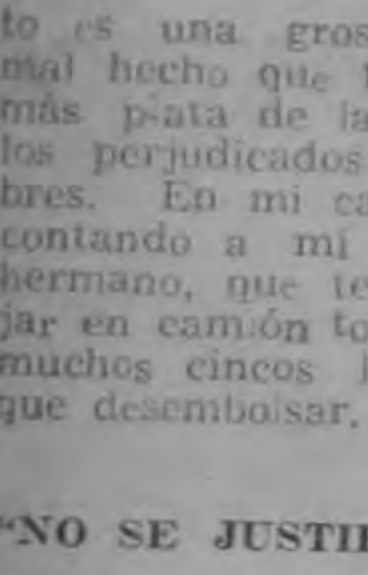 to es una gros
mal hecho que
más plata de la
los perjudicados
bres. En mi ca
contando a mi
hermano, que te
jar en camión to
muchos cincos
que desembolsar.
"NO SE JUSTIF